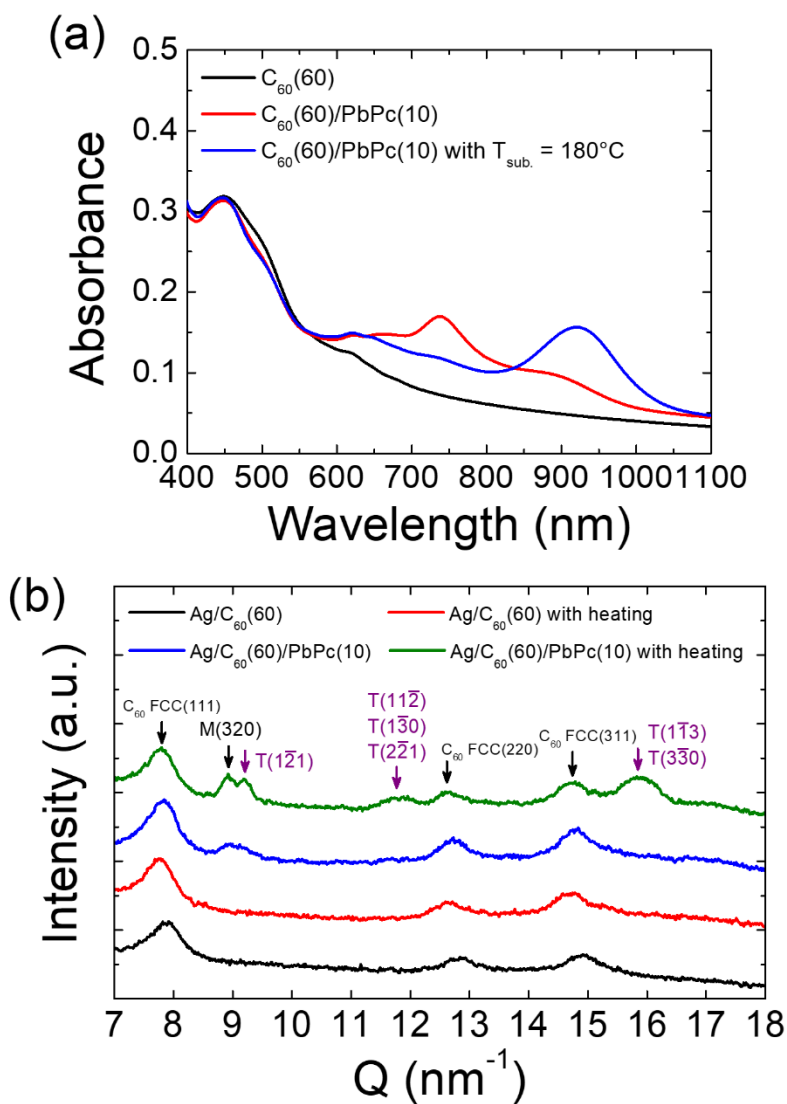 (a)
0.5
0.4
0.3
0.2
0.1
0.0
Absorbance
C₆₀(60)
C₆₀(60)/PbPc(10)
C₆₀(60)/PbPc(10) with T_sub. = 180°C
400 500 600 700 800 900 1000 1100
Wavelength (nm)
(b)
Ag/C₆₀(60)
Ag/C₆₀(60) with heating
Ag/C₆₀(60)/PbPc(10)
Ag/C₆₀(60)/PbPc(10) with heating
C₆₀ FCC(111)
M(320)
T(12̅1)
T(112̅)
T(13̅0)
T(22̅1)
C₆₀ FCC(220)
C₆₀ FCC(311)
T(11̅3)
T(33̅0)
Intensity (a.u.)
7 8 9 10 11 12 13 14 15 16 17 18
Q (nm⁻¹)